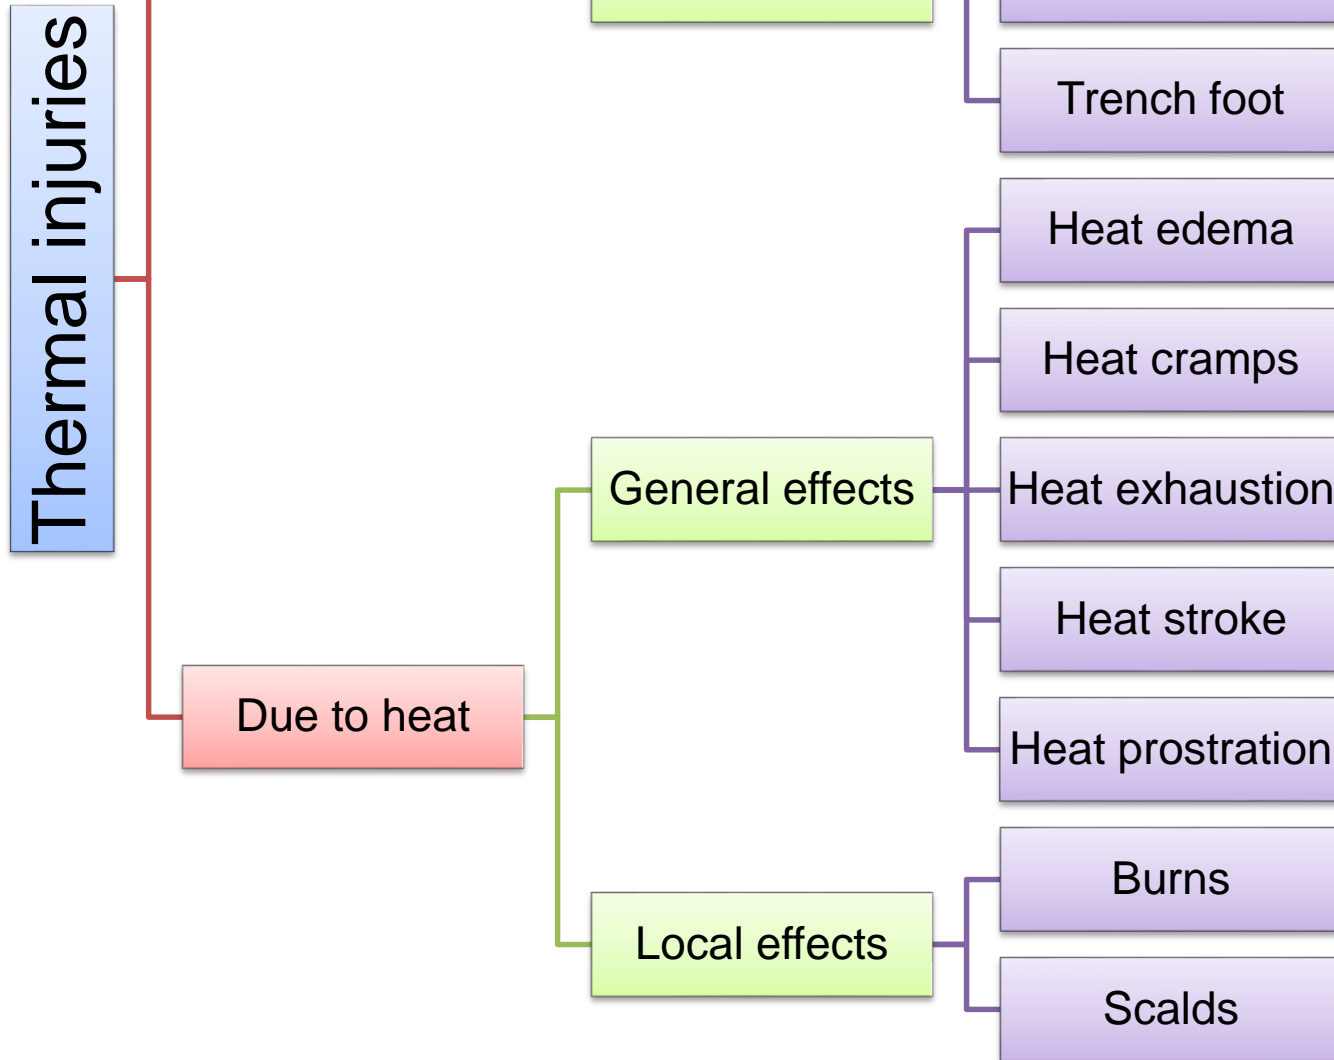 Thermal injuries
Trench foot
Heat edema
Heat cramps
General effects
Heat exhaustion
Heat stroke
Due to heat
Heat prostration
Burns
Local effects
Scalds